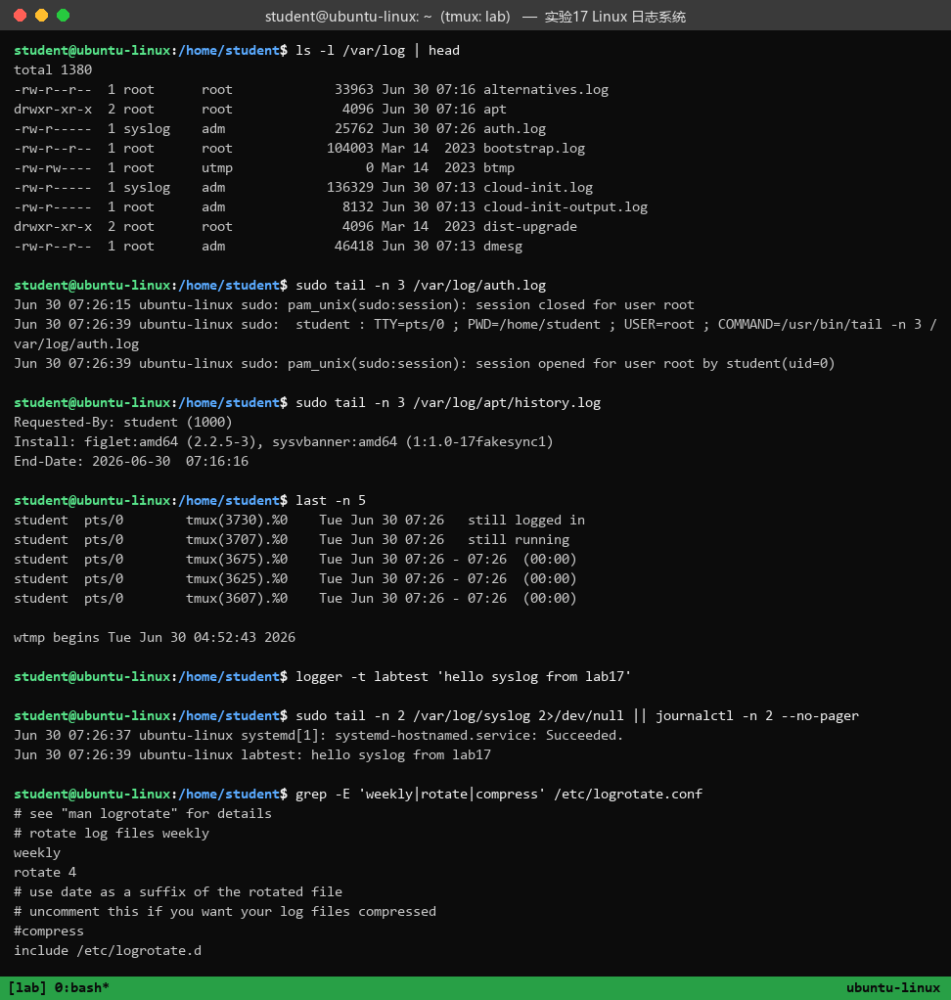 student@ubuntu-linux: ~  (tmux: lab)   — 实验17 Linux 日志系统
student@ubuntu-linux:/home/student$ ls -l /var/log | head
total 1380
-rw-r--r--  1 root      root             33963 Jun 30 07:16 alternatives.log
drwxr-xr-x  2 root      root              4096 Jun 30 07:16 apt
-rw-r-----  1 syslog    adm              25762 Jun 30 07:26 auth.log
-rw-r--r--  1 root      root            104003 Mar 14  2023 bootstrap.log
-rw-rw----  1 root      utmp                 0 Mar 14  2023 btmp
-rw-r-----  1 syslog    adm             136329 Jun 30 07:13 cloud-init.log
-rw-r-----  1 root      adm               8132 Jun 30 07:13 cloud-init-output.log
drwxr-xr-x  2 root      root              4096 Mar 14  2023 dist-upgrade
-rw-r--r--  1 root      adm              46418 Jun 30 07:13 dmesg
student@ubuntu-linux:/home/student$ sudo tail -n 3 /var/log/auth.log
Jun 30 07:26:15 ubuntu-linux sudo: pam_unix(sudo:session): session closed for user root
Jun 30 07:26:39 ubuntu-linux sudo:  student : TTY=pts/0 ; PWD=/home/student ; USER=root ; COMMAND=/usr/bin/tail -n 3 /
var/log/auth.log
Jun 30 07:26:39 ubuntu-linux sudo: pam_unix(sudo:session): session opened for user root by student(uid=0)
student@ubuntu-linux:/home/student$ sudo tail -n 3 /var/log/apt/history.log
Requested-By: student (1000)
Install: figlet:amd64 (2.2.5-3), sysvbanner:amd64 (1:1.0-17fakesync1)
End-Date: 2026-06-30  07:16:16
student@ubuntu-linux:/home/student$ last -n 5
student  pts/0        tmux(3730).%0    Tue Jun 30 07:26   still logged in
student  pts/0        tmux(3707).%0    Tue Jun 30 07:26   still running
student  pts/0        tmux(3675).%0    Tue Jun 30 07:26 - 07:26  (00:00)
student  pts/0        tmux(3625).%0    Tue Jun 30 07:26 - 07:26  (00:00)
student  pts/0        tmux(3607).%0    Tue Jun 30 07:26 - 07:26  (00:00)
wtmp begins Tue Jun 30 04:52:43 2026
student@ubuntu-linux:/home/student$ logger -t labtest 'hello syslog from lab17'
student@ubuntu-linux:/home/student$ sudo tail -n 2 /var/log/syslog 2>/dev/null || journalctl -n 2 --no-pager
Jun 30 07:26:37 ubuntu-linux systemd[1]: systemd-hostnamed.service: Succeeded.
Jun 30 07:26:39 ubuntu-linux labtest: hello syslog from lab17
student@ubuntu-linux:/home/student$ grep -E 'weekly|rotate|compress' /etc/logrotate.conf
# see "man logrotate" for details
# rotate log files weekly
weekly
rotate 4
# use date as a suffix of the rotated file
# uncomment this if you want your log files compressed
#compress
include /etc/logrotate.d
[lab] 0:bash*
ubuntu-linux